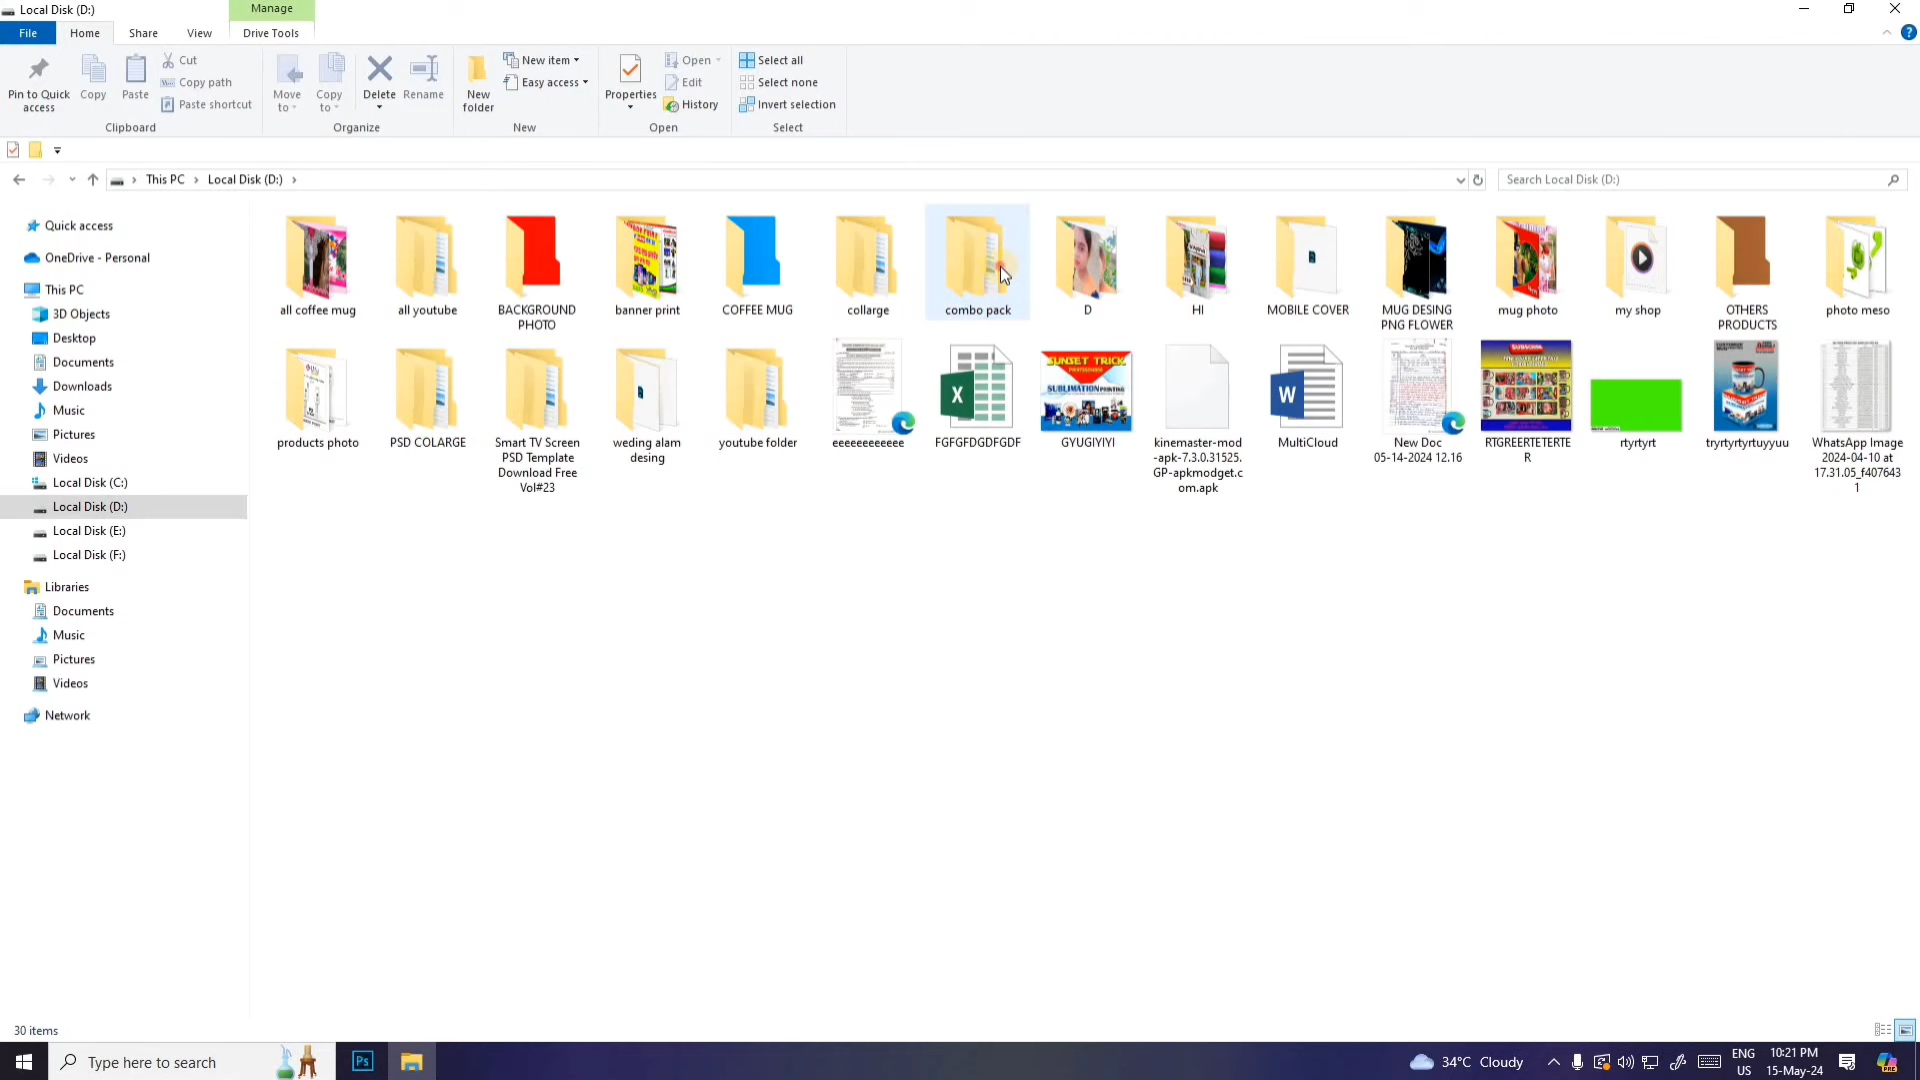 Local Disk (D:)
Manage
File Home Share View Drive Tools
Pin to Quick access
Copy
Paste
Cut
Copy path
Paste shortcut
Move to
Copy to
Delete
Rename
New folder
New item
Easy access
Properties
Open
Edit
History
Select all
Select none
Invert selection
Clipboard Organize New Open Select
This PC > Local Disk (D:) >
Search Local Disk (D:)
Quick access
OneDrive - Personal
This PC
3D Objects
Desktop
Documents
Downloads
Music
Pictures
Videos
Local Disk (C:)
Local Disk (D:)
Local Disk (E:)
Local Disk (F:)
Libraries
Documents
Music
Pictures
Videos
Network
all coffee mug
all youtube
BACKGROUND
PHOTO
banner print
COFFEE MUG
collarge
combo pack
D
HI
MOBILE COVER
MUG DESING
PNG FLOWER
mug photo
my shop
OTHERS
PRODUCTS
photo meso
products photo
PSD COLARGE
Smart TV Screen
PSD Template
Download Free
Vol#23
weding alam
desing
youtube folder
eeeeeeeeeeee
FGFGFDGDFGDF
SUNSET TRICK
SUBLIMATION PRINTING
GYUGIYIYI
kinemaster-mod
-apk-7.3.0.31525.
GP-apkmodget.c
om.apk
MultiCloud
New Doc
05-14-2024 12.16
RTGREERTETERTE
R
rtyrtyrt
tryrtyrtyrtuyyuu
WhatsApp Image
2024-04-10 at
17.31.05_f407643
1
30 items
Type here to search
Ps
34°C Cloudy
ENG
US
10:21 PM
15-May-24